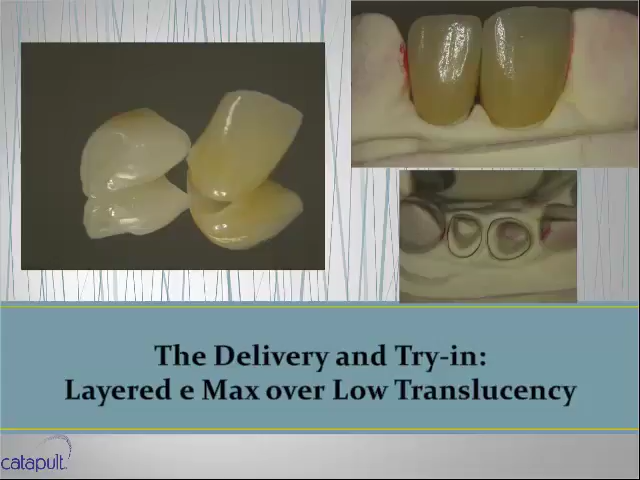 The Delivery and Try-in:
Layered e Max over Low Translucency
catapult.